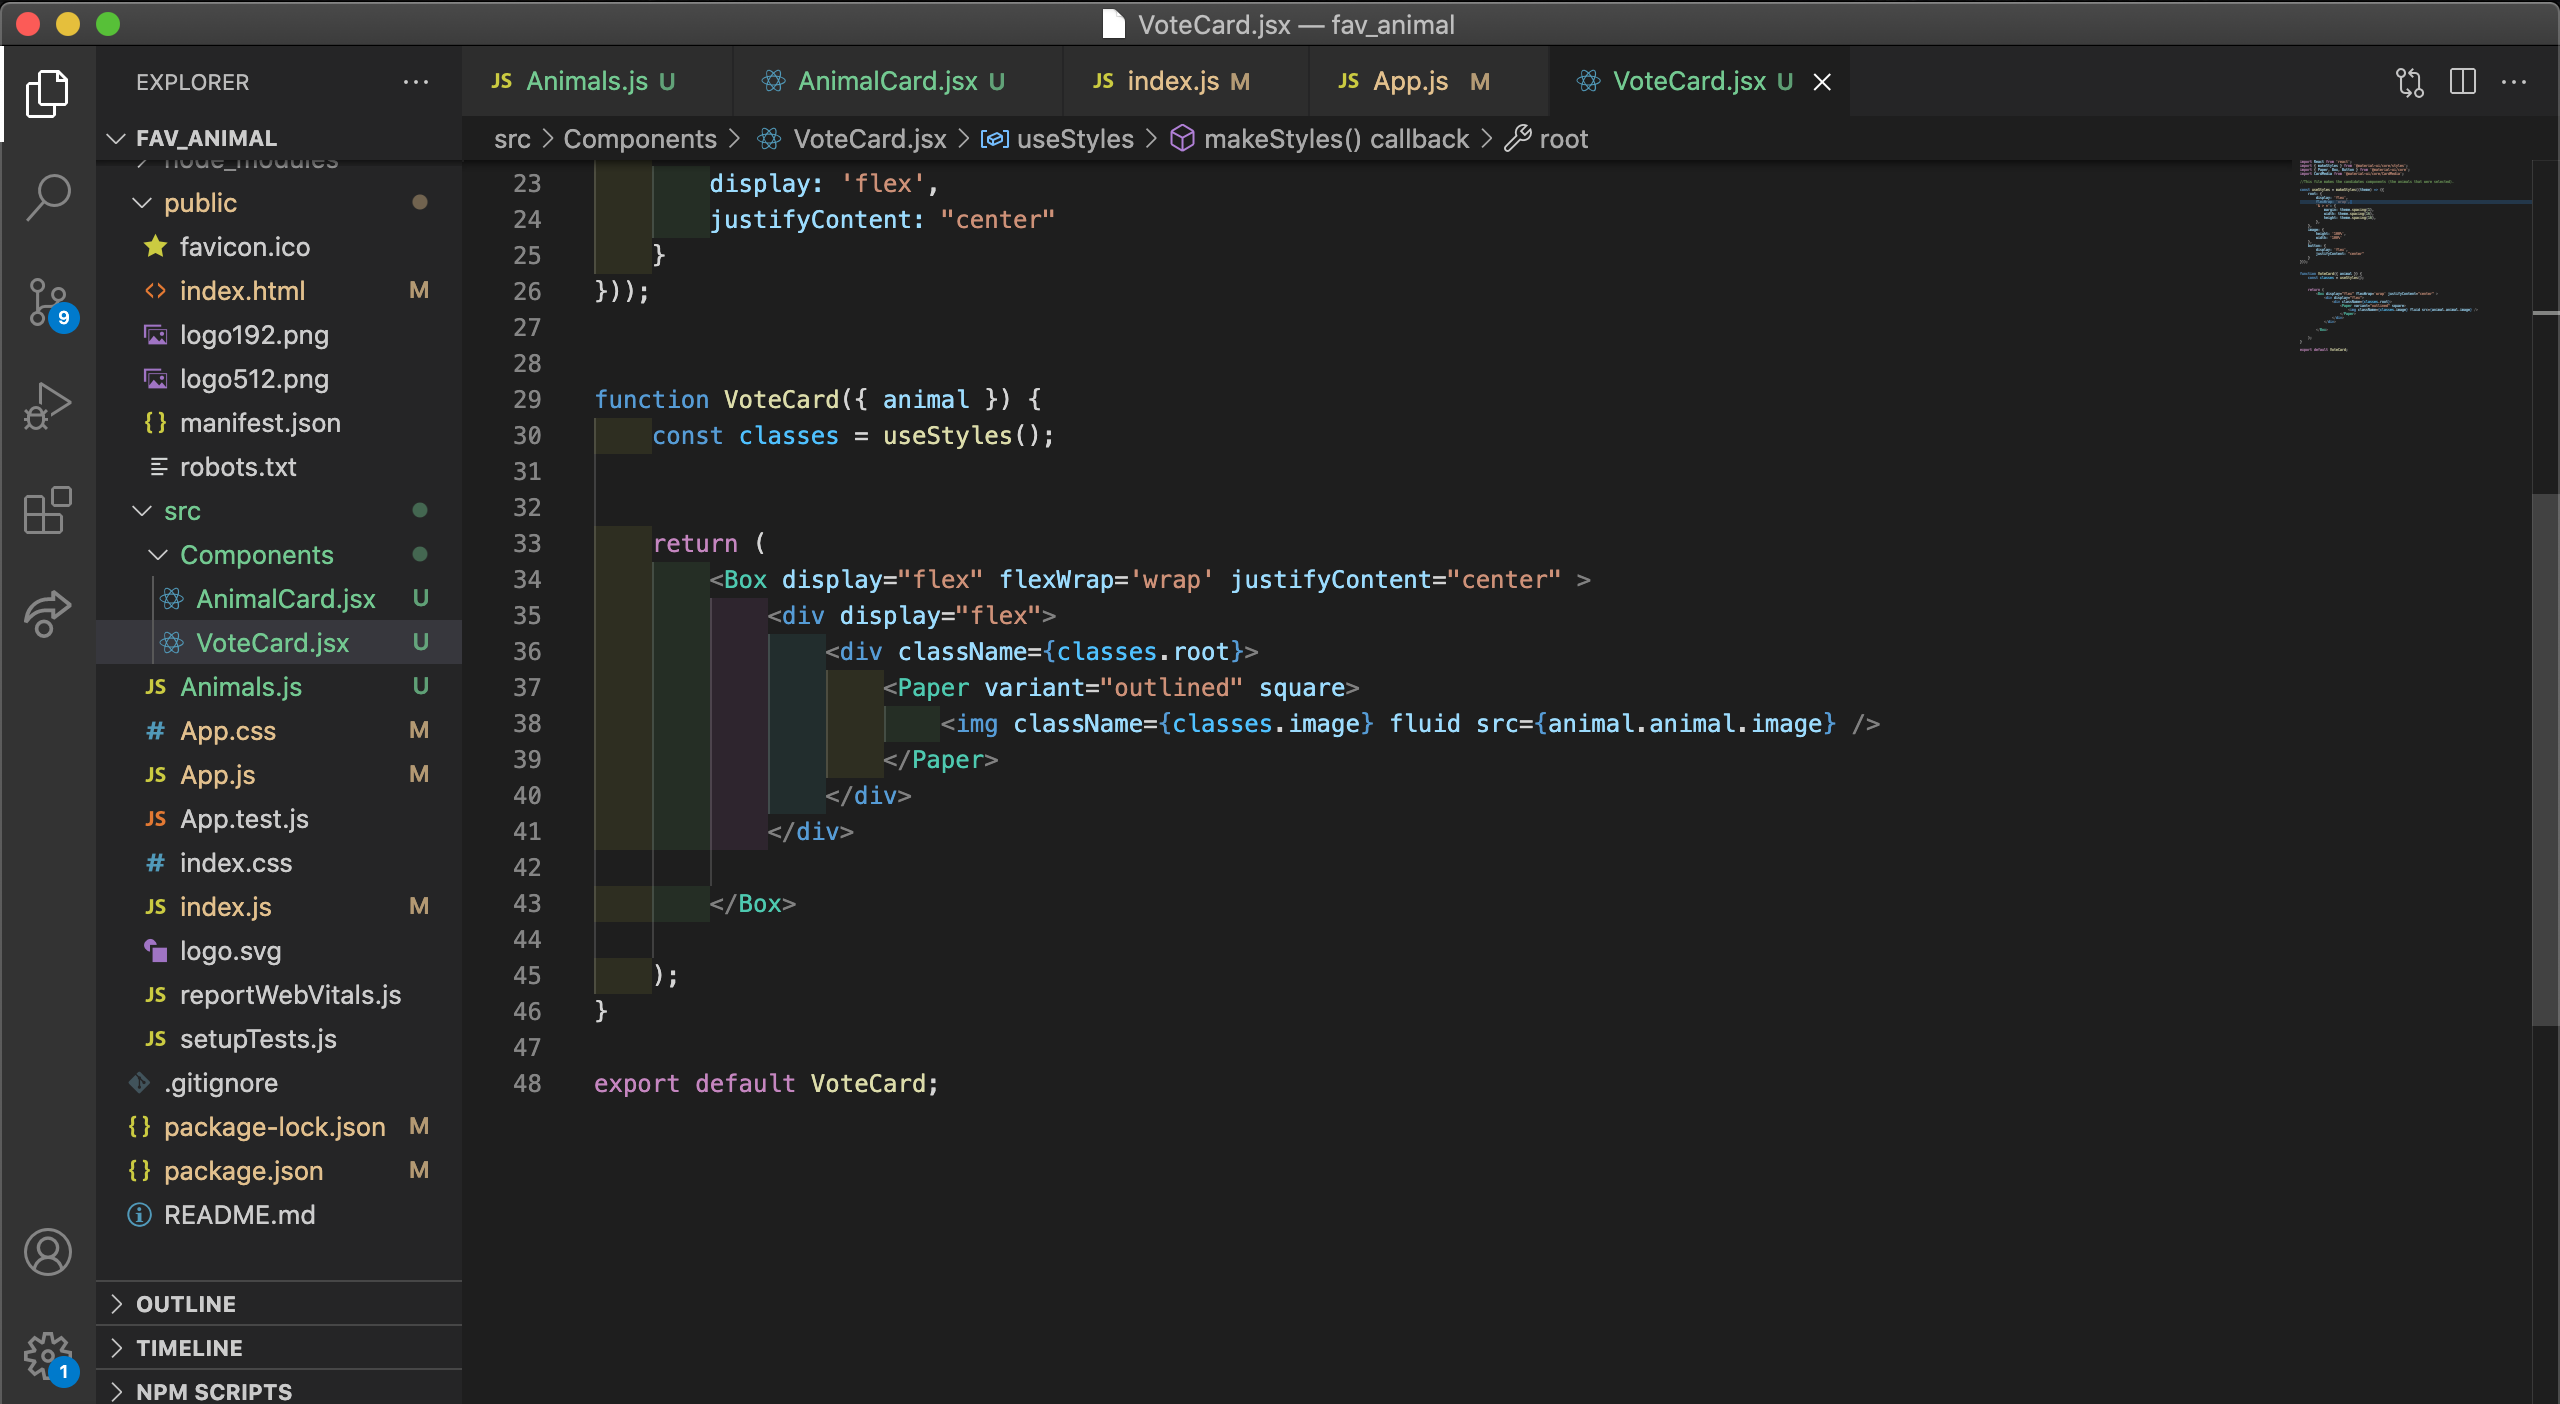 VoteCard.jsx — fav_animal
EXPLORER
FAV_ANIMAL
node_modules
public
favicon.ico
index.html M
logo192.png
logo512.png
manifest.json
robots.txt
src
Components
AnimalCard.jsx U
VoteCard.jsx U
JS Animals.js U
# App.css M
JS App.js M
JS App.test.js
# index.css
JS index.js M
logo.svg
JS reportWebVitals.js
JS setupTests.js
.gitignore
{} package-lock.json M
{} package.json M
README.md
OUTLINE
TIMELINE
NPM SCRIPTS
9
1
JS Animals.js U
AnimalCard.jsx U
JS index.js M
JS App.js M
VoteCard.jsx U
src > Components > VoteCard.jsx > useStyles > makeStyles() callback > root
23 display: 'flex',
24 justifyContent: "center"
25 }
26 }));
27
28
29 function VoteCard({ animal }) {
30 const classes = useStyles();
31
32
33 return (
34 <Box display="flex" flexWrap='wrap' justifyContent="center" >
35 <div display="flex">
36 <div className={classes.root}>
37 <Paper variant="outlined" square>
38 <img className={classes.image} fluid src={animal.animal.image} />
39 </Paper>
40 </div>
41 </div>
42
43 </Box>
44
45 );
46 }
47
48 export default VoteCard;